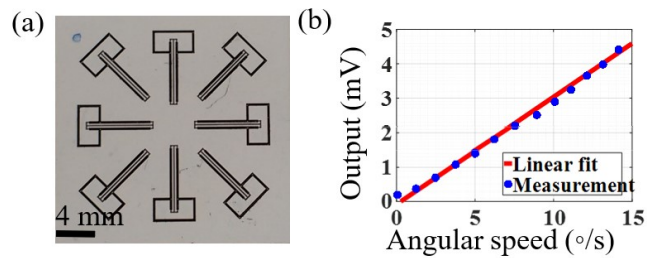 (a)
4 mm
(b)
Output (mV)
5
4
3
2
1
0
Linear fit
Measurement
0
5
10
15
Angular speed (○/s)